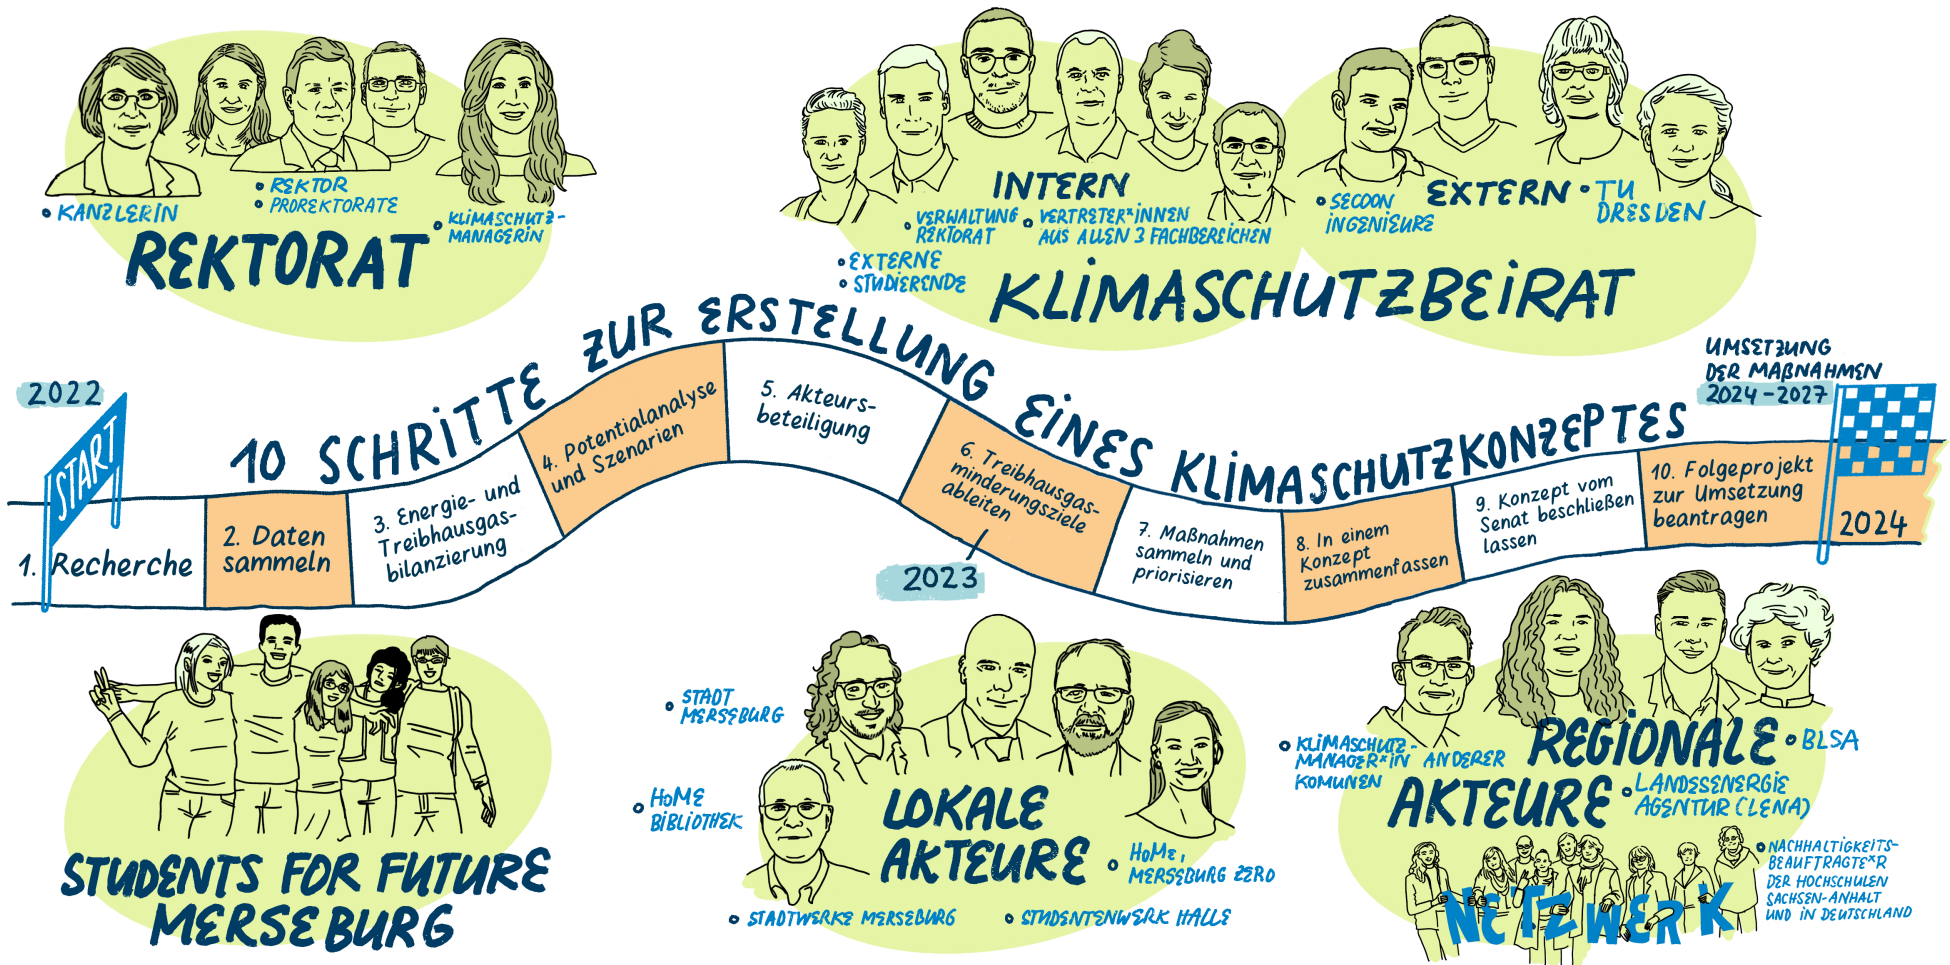 KANZLERIN
REKTOR
PROREKTORATE
KLIMASCHUTZ-
MANAGERIN
REKTORAT
INTERN
VERWALTUNG
REKTORAT
VERTRETER*INNEN
AUS ALLEN 3 FACHBEREICHEN
EXTERNE
STUDIERENDE
SECOON
INGENIEURE
EXTERN
TU
DRESDEN
KLIMASCHUTZBEIRAT
10 SCHRITTE ZUR ERSTELLUNG EINES KLIMASCHUTZKONZEPTES
2022
START
1. Recherche
2. Daten
sammeln
3. Energie- und
Treibhausgas-
bilanzierung
4. Potentialanalyse
und Szenarien
5. Akteurs-
beteiligung
6. Treibhausgas-
minderungsziele
ableiten
2023
7. Maßnahmen
sammeln und
priorisieren
8. In einem
Konzept
zusammenfassen
9. Konzept vom
Senat beschließen
lassen
10. Folgeprojekt
zur Umsetzung
beantragen
UMSETZUNG
DER MAßNAHMEN
2024-2027
2024
STUDENTS FOR FUTURE
MERSEBURG
STADT
MERSEBURG
HoME
BIBLIOTHEK
LOKALE
AKTEURE
HoME,
MERSEBURG ZERO
STADTWERKE MERSEBURG
STUDENTENWERK HALLE
KLIMASCHUTZ-
MANAGER*IN ANDERER
KOMUNEN
REGIONALE
AKTEURE
BLSA
LANDESENERGIE
AGENTUR (LENA)
NETZWERK
NACHHALTIGKEITS-
BEAUFTRAGTE*R
DER HOCHSCHULEN
SACHSEN-ANHALT
UND IN DEUTSCHLAND